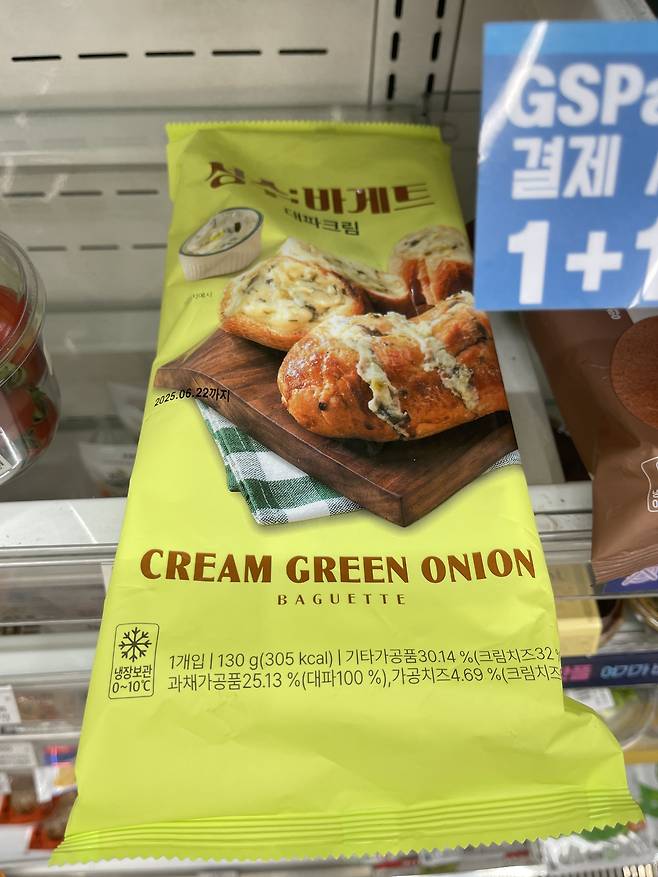 GSPa
결제
1+1
성수:바게트
대파크림
2025.06.22까지
CREAM GREEN ONION
BAGUETTE
냉장보관
0~10℃
1개입 | 130 g(305 kcal) | 기타가공품30.14 %(크림치즈32
과채가공품25.13 %(대파100 %),가공치즈4.69 %(크림치즈